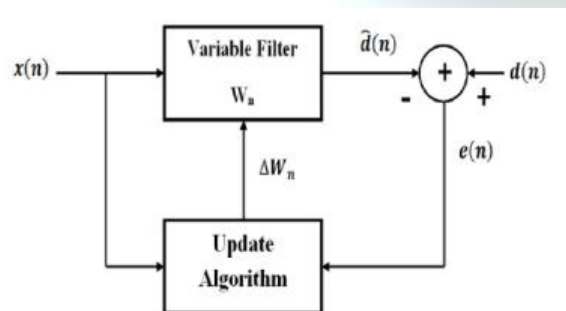 Variable Filter
d̂(n)
x(n)
Wₙ
+
d(n)
-
+
e(n)
ΔWₙ
Update
Algorithm